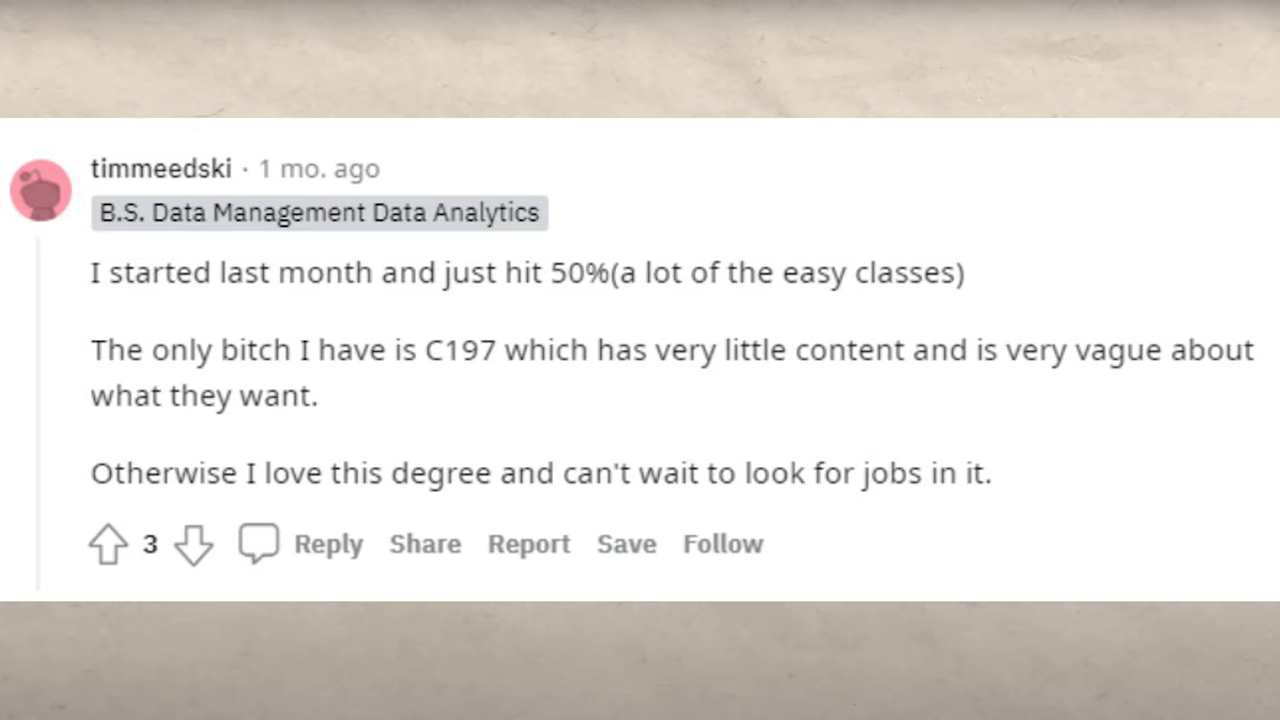 timmeedski · 1 mo. ago
B.S. Data Management Data Analytics
I started last month and just hit 50%(a lot of the easy classes)
The only bitch I have is C197 which has very little content and is very vague about
what they want.
Otherwise I love this degree and can't wait to look for jobs in it.
3 Reply Share Report Save Follow